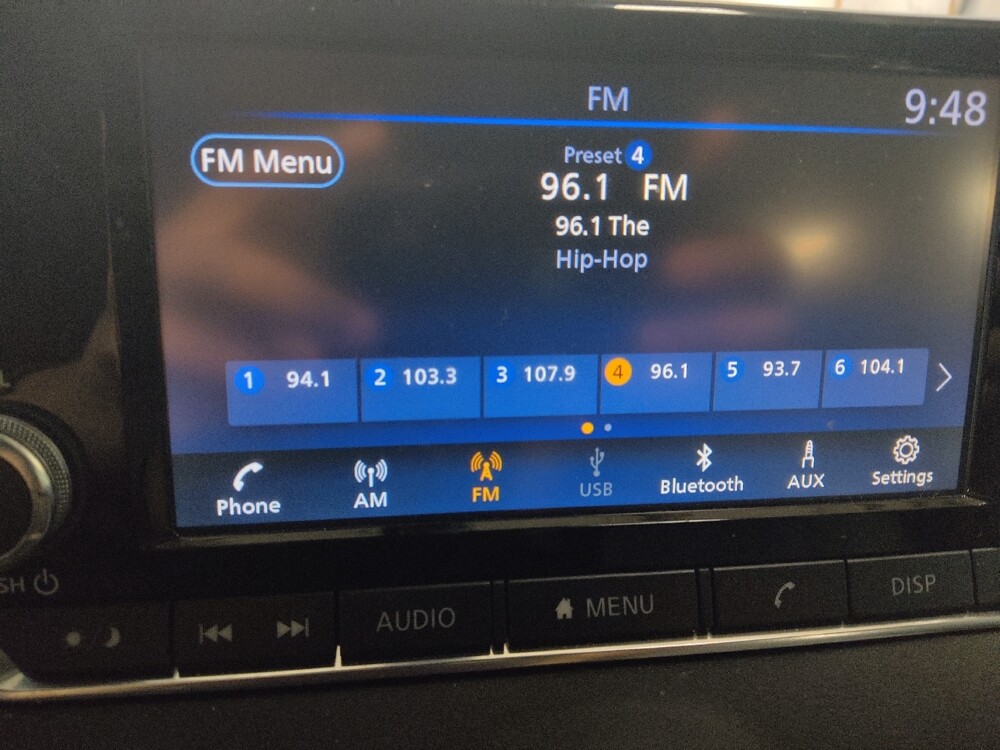 FM
9:48
FM Menu
Preset 4
96.1 FM
96.1 The
Hip-Hop
1 94.1 2 103.3 3 107.9 4 96.1 5 93.7 6 104.1
Phone AM FM USB Bluetooth AUX Settings
SH
AUDIO MENU DISP